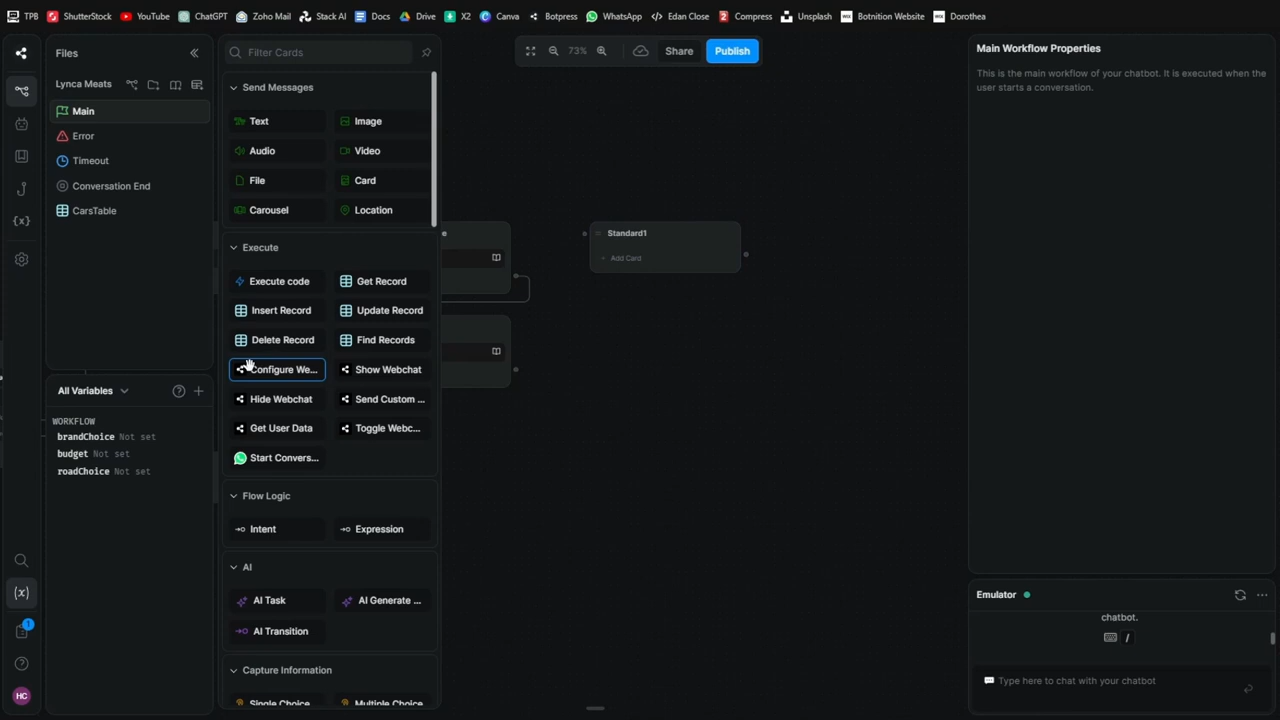 TPB ShutterStock YouTube ChatGPT Zoho Mail Stack AI Docs Drive X2 Canva Botpress WhatsApp Edan Close Compress Unsplash Botnition Website Dorothea
Files
Lynca Meats
Main
Error
Timeout
Conversation End
CarsTable
All Variables
WORKFLOW
brandChoice Not set
budget Not set
roadChoice Not set
HC
1
Filter Cards
Send Messages
Text Image
Audio Video
File Card
Carousel Location
Execute
Execute code Get Record
Insert Record Update Record
Delete Record Find Records
Configure We... Show Webchat
Hide Webchat Send Custom ...
Get User Data Toggle Webc...
Start Convers...
Flow Logic
Intent Expression
AI
AI Task AI Generate ...
AI Transition
Capture Information
Single Choice Multiple Choice
73% Share Publish
Standard1
Add Card
Main Workflow Properties
This is the main workflow of your chatbot. It is executed when the
user starts a conversation.
Emulator
chatbot.
/
Type here to chat with your chatbot